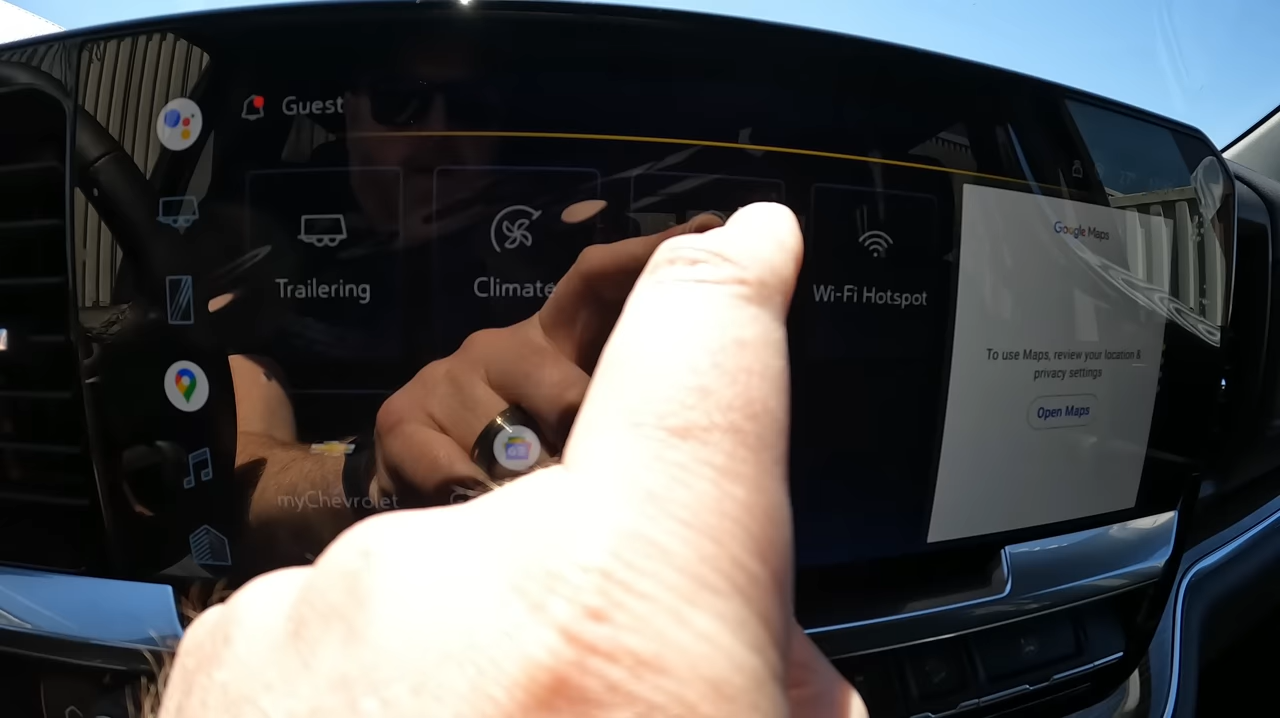 Guest
Trailering
Climate
Wi-Fi Hotspot
Google Maps
To use Maps, review your location &
privacy settings
Open Maps
myChevrolet